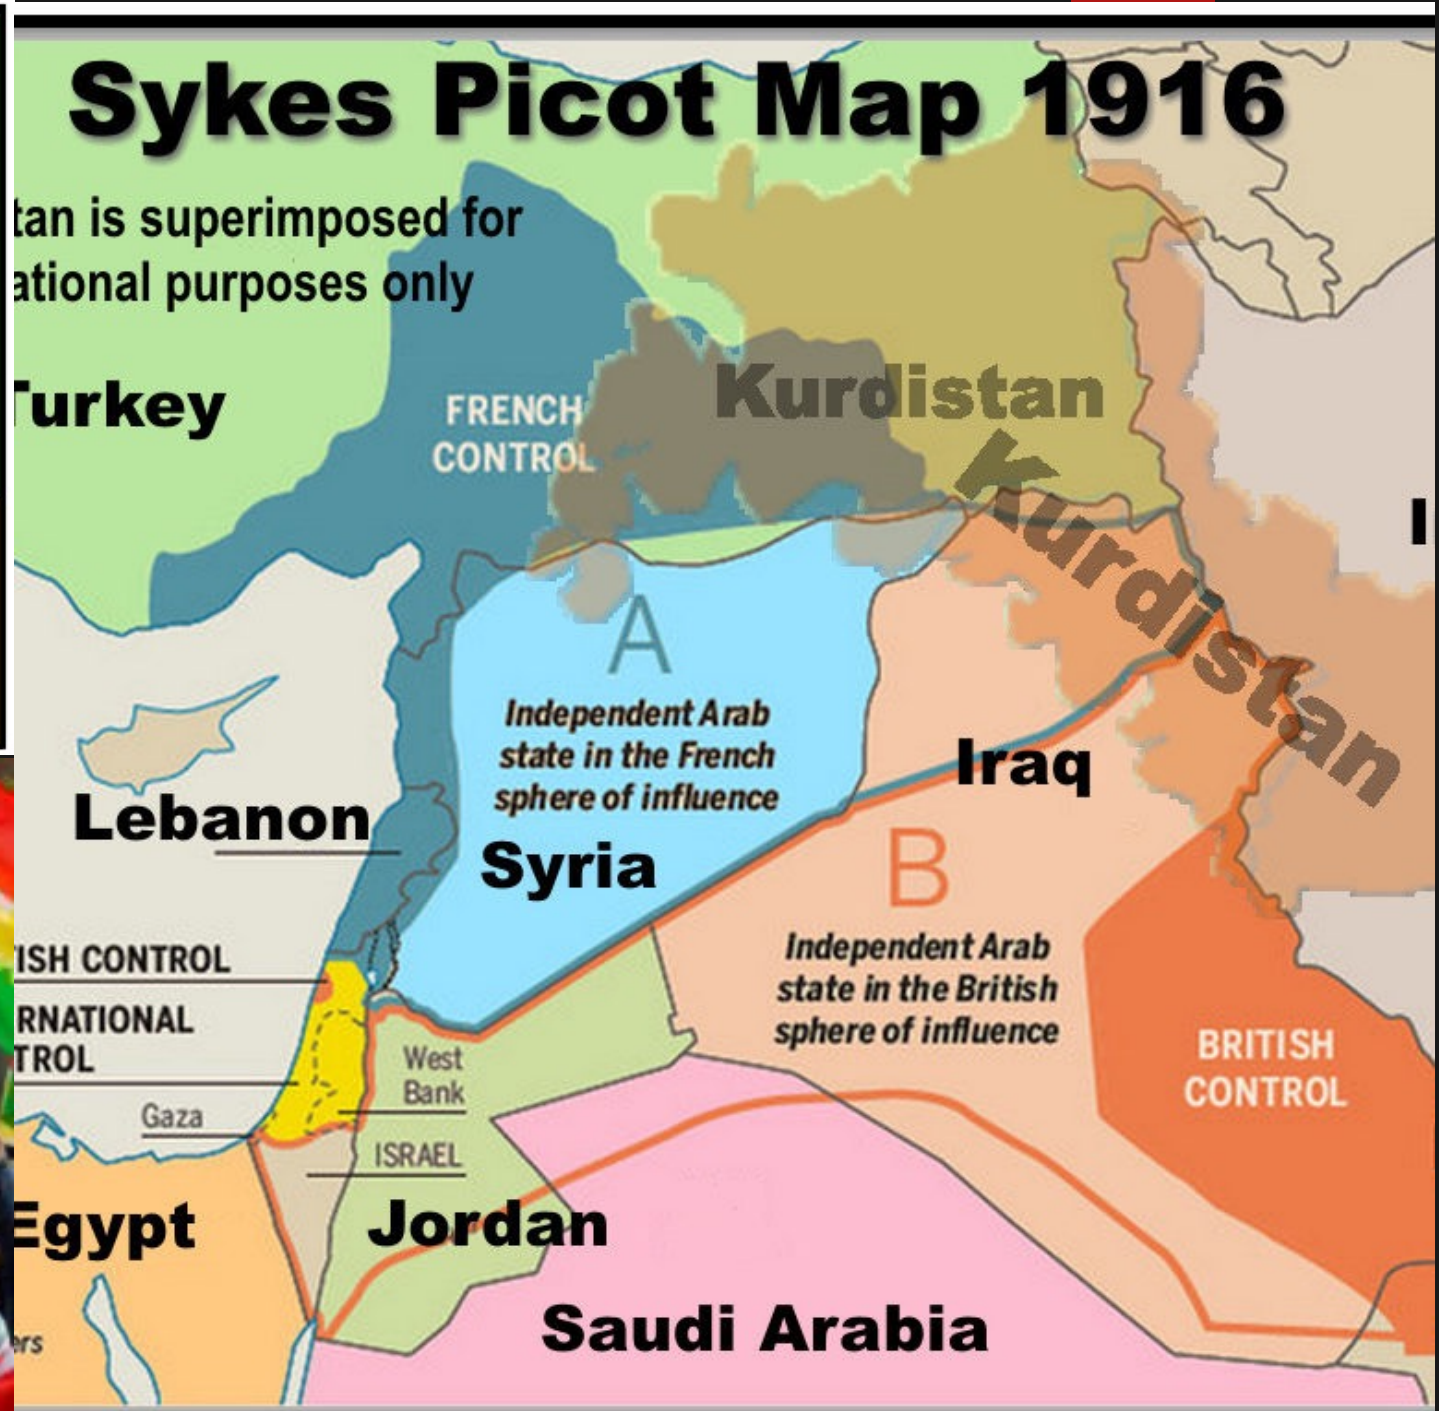 Sykes Picot Map 1916
tan is superimposed for
ational purposes only
Turkey
FRENCH
CONTROL
Kurdistan
Kurdistan
I
A
Independent Arab
state in the French
sphere of influence
Syria
Iraq
Lebanon
B
Independent Arab
state in the British
sphere of influence
ISH CONTROL
RNATIONAL
TROL
BRITISH
CONTROL
West
Bank
Gaza
ISRAEL
Egypt
Jordan
Saudi Arabia
ers